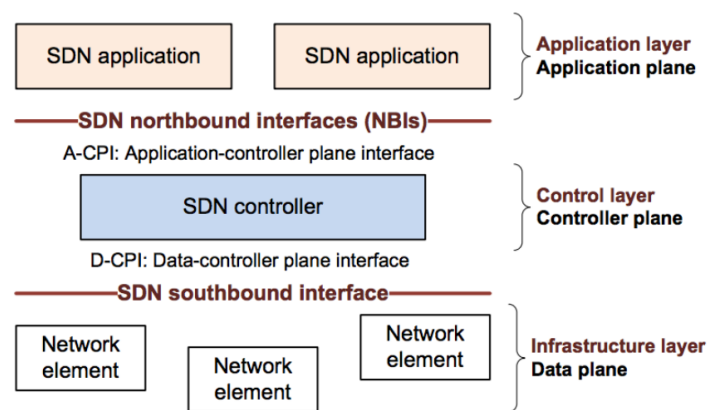 SDN application
SDN application
Application layer
Application plane
SDN northbound interfaces (NBIs)
A-CPI: Application-controller plane interface
SDN controller
Control layer
Controller plane
D-CPI: Data-controller plane interface
SDN southbound interface
Network
element
Network
element
Network
element
Infrastructure layer
Data plane